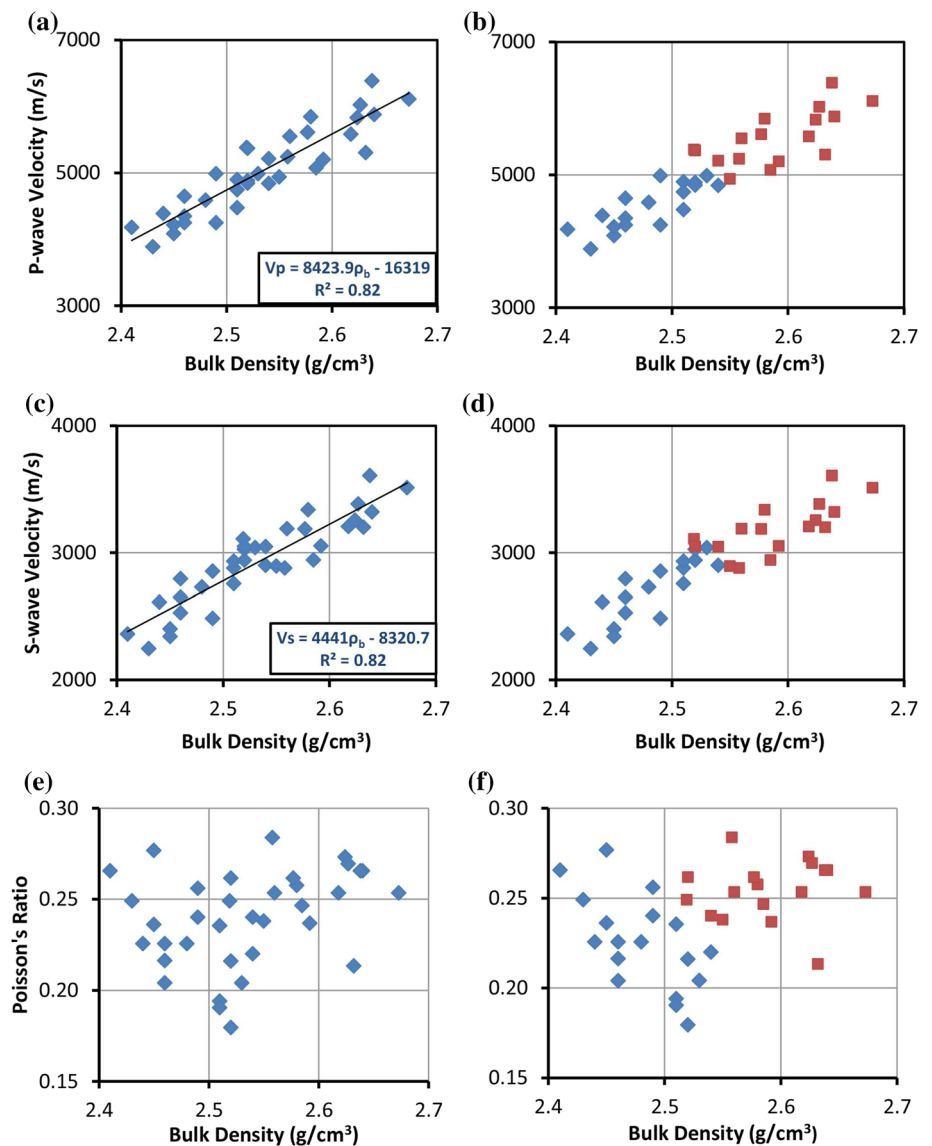 (a)
7000
5000
3000
P-wave Velocity (m/s)
Vp = 8423.9ρb - 16319
R² = 0.82
2.4 2.5 2.6 2.7
Bulk Density (g/cm³)
(b)
7000
5000
3000
2.4 2.5 2.6 2.7
Bulk Density (g/cm³)
(c)
4000
3000
2000
S-wave Velocity (m/s)
Vs = 4441ρb - 8320.7
R² = 0.82
2.4 2.5 2.6 2.7
Bulk Density (g/cm³)
(d)
4000
3000
2000
2.4 2.5 2.6 2.7
Bulk Density (g/cm³)
(e)
0.30
0.25
0.20
0.15
Poisson's Ratio
2.4 2.5 2.6 2.7
Bulk Density (g/cm³)
(f)
0.30
0.25
0.20
0.15
2.4 2.5 2.6 2.7
Bulk Density (g/cm³)